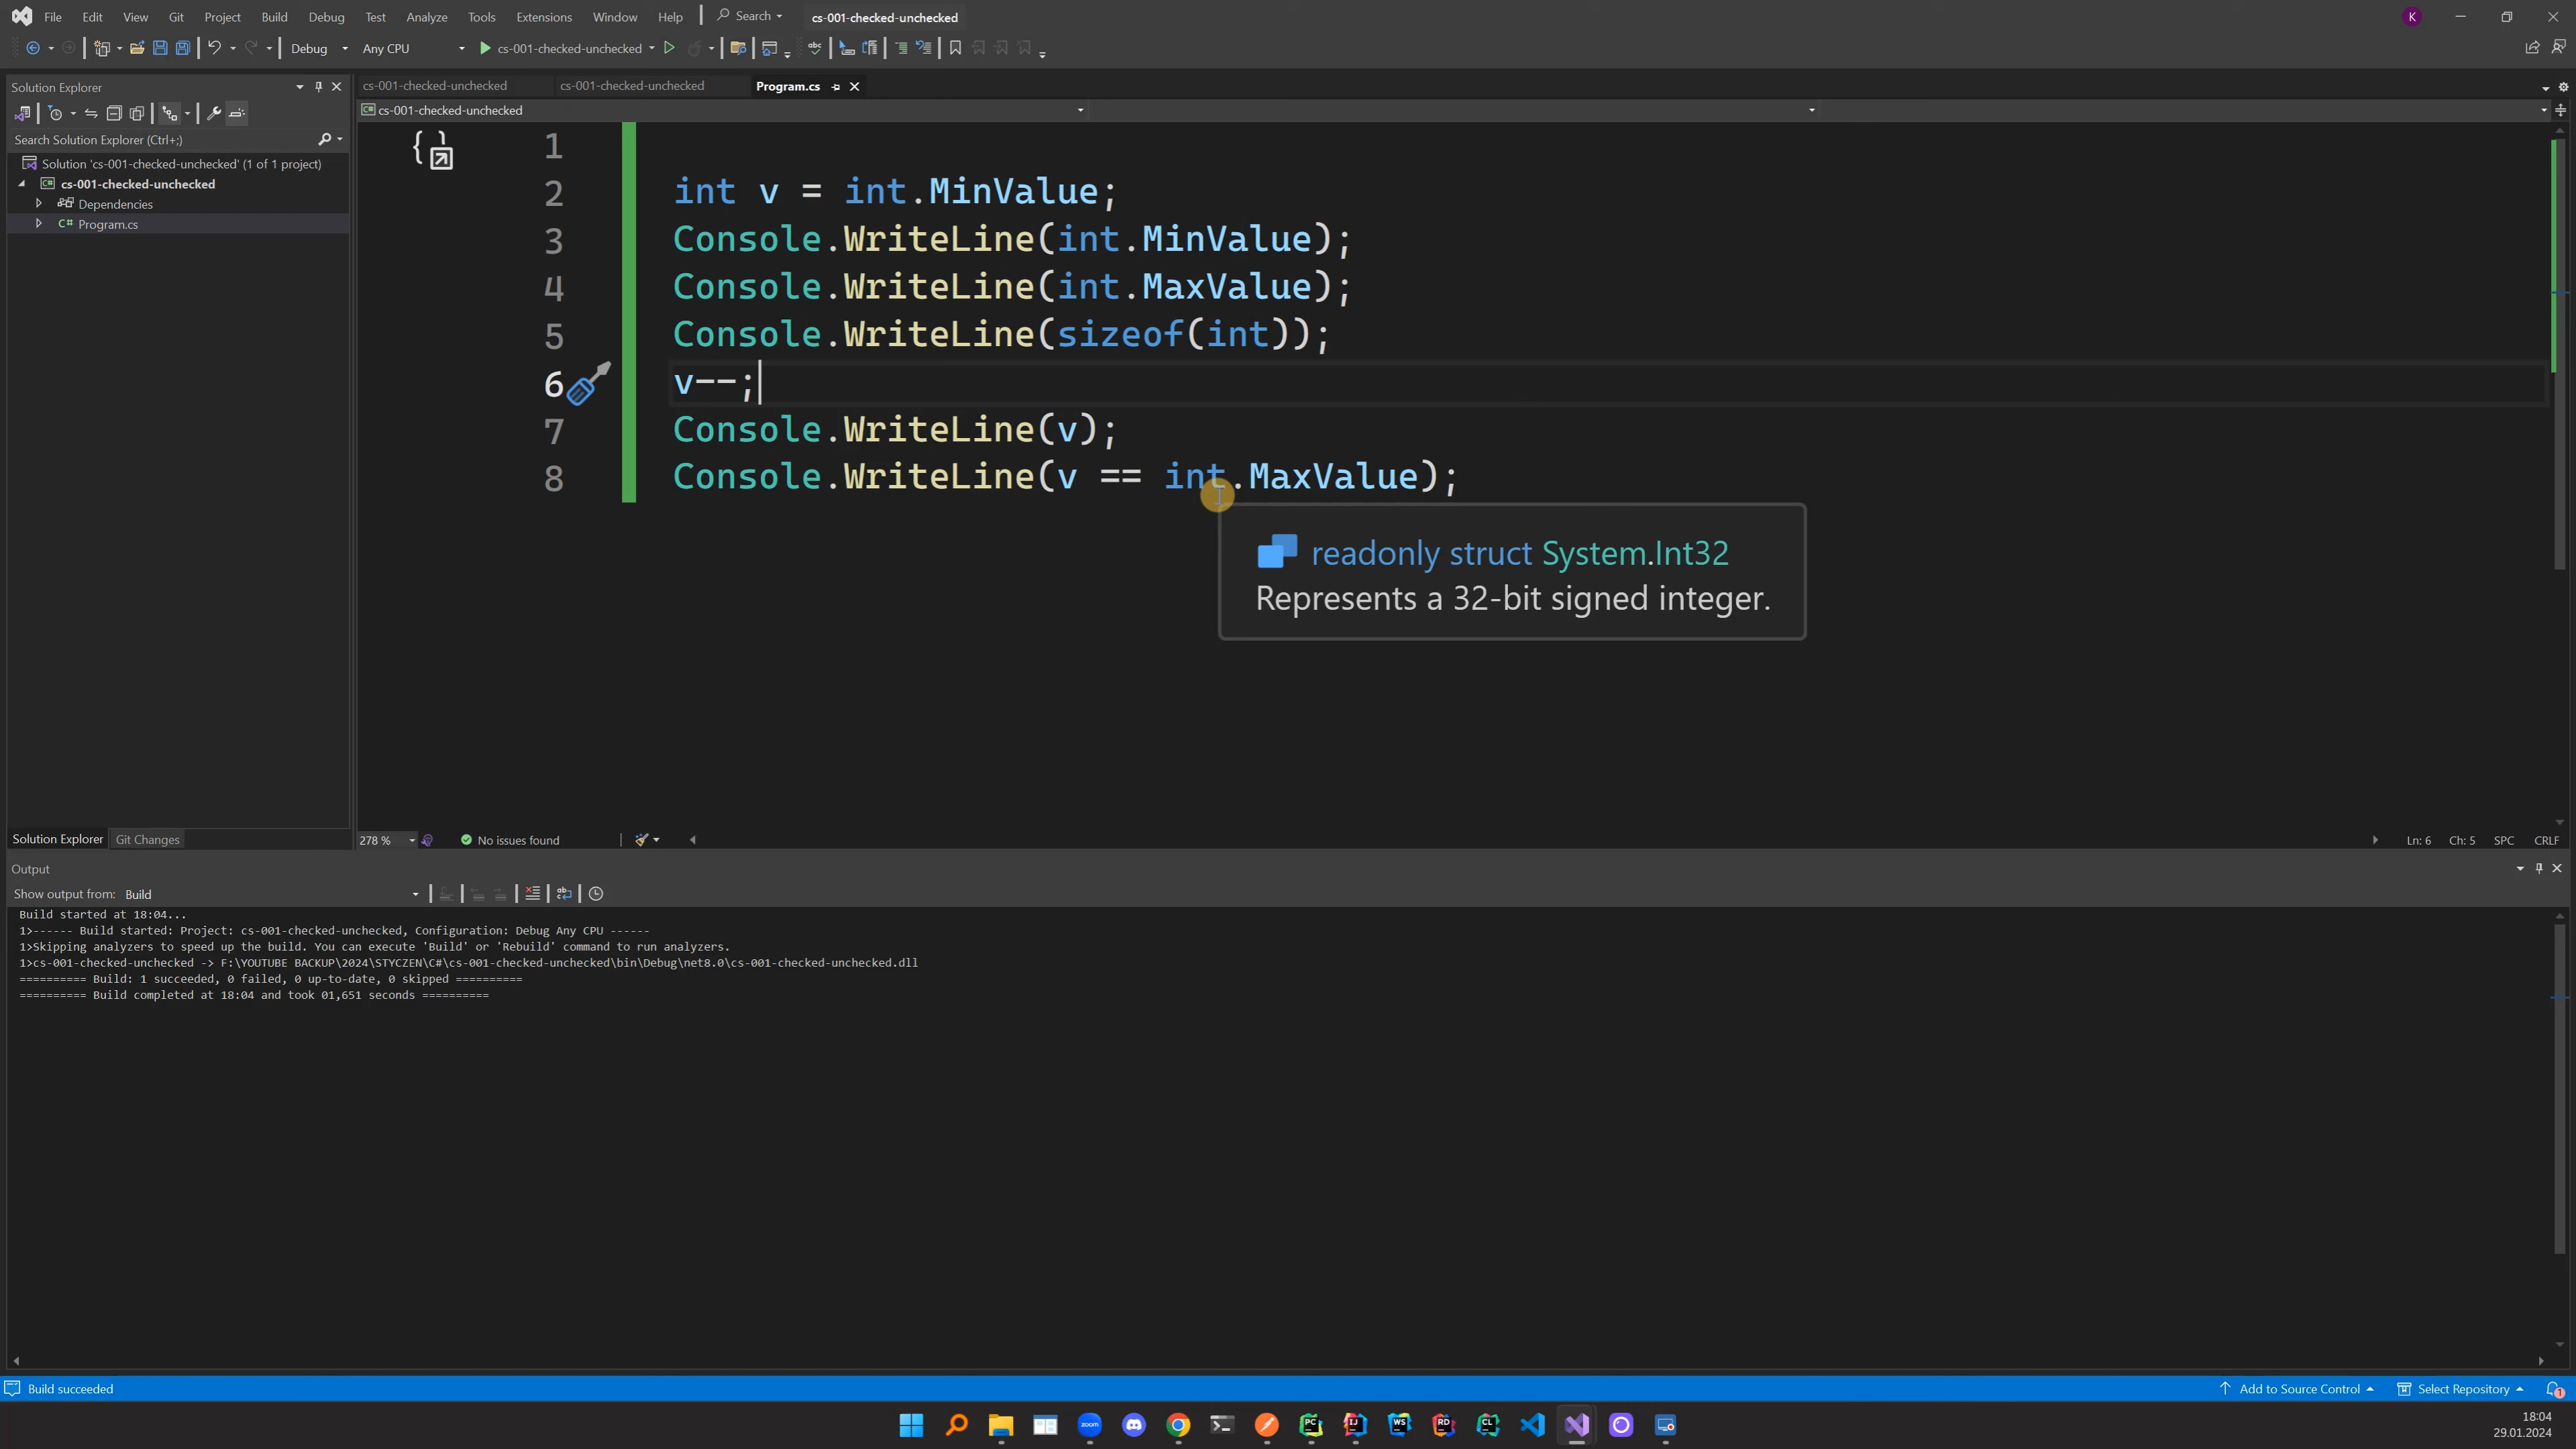 File Edit View Git Project Build Debug Test Analyze Tools Extensions Window Help Search cs-001-checked-unchecked K
Debug Any CPU cs-001-checked-unchecked
Solution Explorer
Search Solution Explorer (Ctrl+;)
Solution 'cs-001-checked-unchecked' (1 of 1 project)
C# cs-001-checked-unchecked
Dependencies
C# Program.cs
Solution Explorer Git Changes
cs-001-checked-unchecked cs-001-checked-unchecked Program.cs
C# cs-001-checked-unchecked
1
2 int v = int.MinValue;
3 Console.WriteLine(int.MinValue);
4 Console.WriteLine(int.MaxValue);
5 Console.WriteLine(sizeof(int));
6 v--;
7 Console.WriteLine(v);
8 Console.WriteLine(v == int.MaxValue);
readonly struct System.Int32
Represents a 32-bit signed integer.
278 % No issues found Ln: 6 Ch: 5 SPC CRLF
Output
Show output from: Build
Build started at 18:04...
1>------ Build started: Project: cs-001-checked-unchecked, Configuration: Debug Any CPU ------
1>Skipping analyzers to speed up the build. You can execute 'Build' or 'Rebuild' command to run analyzers.
1>cs-001-checked-unchecked -> F:\YOUTUBE BACKUP\2024\STYCZEN\C#\cs-001-checked-unchecked\bin\Debug\net8.0\cs-001-checked-unchecked.dll
========== Build: 1 succeeded, 0 failed, 0 up-to-date, 0 skipped ==========
========== Build completed at 18:04 and took 01,651 seconds ==========
Build succeeded Add to Source Control Select Repository 1
zoom PC IJ WS RD CL
18:04
29.01.2024